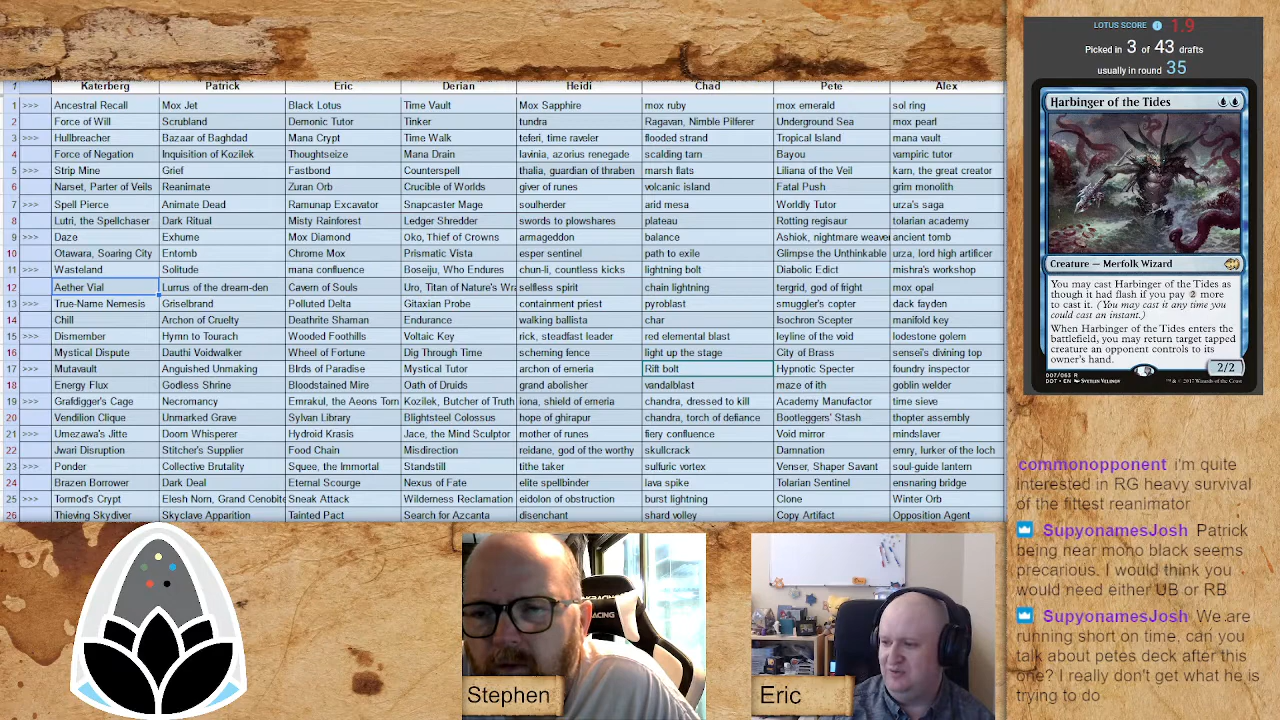 1 Katerberg Patrick Eric Derian Heidi Chad Pete Alex
1 >>> Ancestral Recall Mox Jet Black Lotus Time Vault Mox Sapphire mox ruby mox emerald sol ring
2 Force of Will Scrubland Demonic Tutor Tinker tundra Ragavan, Nimble Pilferer Underground Sea mox pearl
3 >>> Hullbreacher Bazaar of Baghdad Mana Crypt Time Walk teferi, time raveler flooded strand Tropical Island mana vault
4 Force of Negation Inquisition of Kozilek Thoughtseize Mana Drain lavinia, azorius renegade scalding tarn Bayou vampiric tutor
5 >>> Strip Mine Grief Fastbond Counterspell thalia, guardian of thraben marsh flats Liliana of the Veil karn, the great creator
6 Narset, Parter of Veils Reanimate Zuran Orb Crucible of Worlds giver of runes volcanic island Fatal Push grim monolith
7 >>> Spell Pierce Animate Dead Ramunap Excavator Snapcaster Mage soulherder arid mesa Worldly Tutor urza's saga
8 Lutri, the Spellchaser Dark Ritual Misty Rainforest Ledger Shredder swords to plowshares plateau Rotting regisaur tolarian academy
9 >>> Daze Exhume Mox Diamond Oko, Thief of Crowns armageddon balance Ashiok, nightmare weaver ancient tomb
10 Otawara, Soaring City Entomb Chrome Mox Prismatic Vista esper sentinel path to exile Glimpse the Unthinkable urza, lord high artificer
11 >>> Wasteland Solitude mana confluence Boseiju, Who Endures chun-li, countless kicks lightning bolt Diabolic Edict mishra's workshop
12 Aether Vial Lurrus of the dream-den Cavern of Souls Uro, Titan of Nature's Wra selfless spirit chain lightning tergrid, god of fright mox opal
13 >>> True-Name Nemesis Griselbrand Polluted Delta Gitaxian Probe containment priest pyroblast smuggler's copter dack fayden
14 Chill Archon of Cruelty Deathrite Shaman Endurance walking ballista char Isochron Scepter manifold key
15 >>> Dismember Hymn to Tourach Wooded Foothills Voltaic Key rick, steadfast leader red elemental blast leyline of the void lodestone golem
16 Mystical Dispute Dauthi Voidwalker Wheel of Fortune Dig Through Time scheming fence light up the stage City of Brass sensei's divining top
17 >>> Mutavault Anguished Unmaking BIrds of Paradise Mystical Tutor archon of emeria Rift bolt Hypnotic Specter foundry inspector
18 Energy Flux Godless Shrine Bloodstained Mire Oath of Druids grand abolisher vandalblast maze of ith goblin welder
19 >>> Grafdigger's Cage Necromancy Emrakul, the Aeons Torn Kozilek, Butcher of Truth iona, shield of emeria chandra, dressed to kill Academy Manufactor time sieve
20 Vendilion Clique Unmarked Grave Sylvan Library Blightsteel Colossus hope of ghirapur chandra, torch of defiance Bootleggers' Stash thopter assembly
21 >>> Umezawa's Jitte Doom Whisperer Hydroid Krasis Jace, the Mind Sculptor mother of runes fiery confluence Void mirror mindslaver
22 Jwari Disruption Stitcher's Supplier Food Chain Misdirection reidane, god of the worthy skullcrack Damnation emry, lurker of the loch
23 >>> Ponder Collective Brutality Squee, the Immortal Standstill tithe taker sulfuric vortex Venser, Shaper Savant soul-guide lantern
24 Brazen Borrower Dark Deal Eternal Scourge Nexus of Fate elite spellbinder lava spike Tolarian Sentinel ensnaring bridge
25 >>> Tormod's Crypt Elesh Norn, Grand Cenobite Sneak Attack Wilderness Reclamation eidolon of obstruction burst lightning Clone Winter Orb
26 Thieving Skydiver Skyclave Apparition Tainted Pact Search for Azcanta disenchant shard volley Copy Artifact Opposition Agent
LOTUS SCORE 1.9
Picked in 3 of 43 drafts
usually in round 35
Harbinger of the Tides
Creature — Merfolk Wizard
You may cast Harbinger of the Tides as
though it had flash if you pay 2 more
to cast it. (You may cast it any time you
could cast an instant.)
When Harbinger of the Tides enters the
battlefield, you may return target
tapped creature an opponent controls to its
owner's hand.
2/2
commonopponent i'm quite
interested in RG heavy survival
of the fittest reanimator
SupyonamesJosh Patrick
being near mono black seems
precarious. I would think you
would need either UB or RB
SupyonamesJosh We are
running short on time, can you
talk about petes deck after this
one? I really don't get what he is
trying to do
RACING
Stephen
Eric